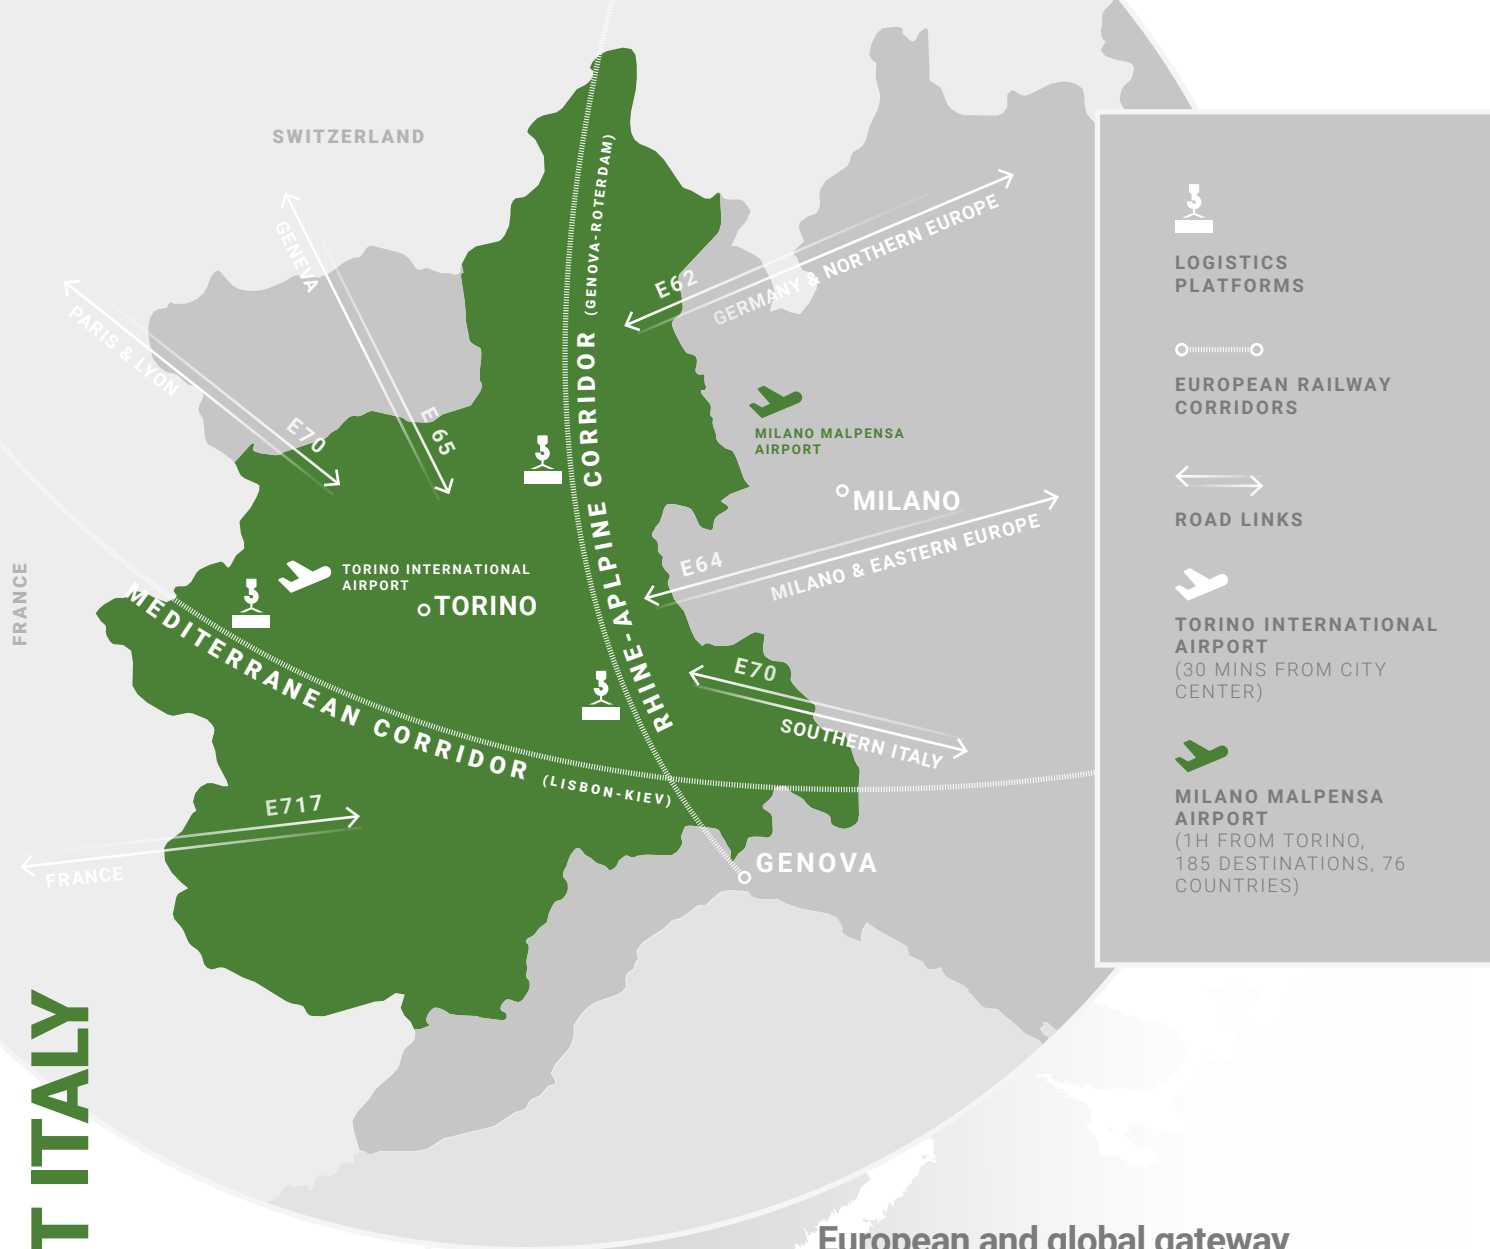 SWITZERLAND
GENEVA
E 65
PARIS & LYON
E70
FRANCE
(GENOVA-ROTERDAM)
RHINE-APLPINE CORRIDOR
E62
GERMANY & NORTHERN EUROPE
MILANO MALPENSA
AIRPORT
MILANO
E64
MILANO & EASTERN EUROPE
TORINO INTERNATIONAL
AIRPORT
TORINO
MEDITERRANEAN CORRIDOR
(LISBON-KIEV)
E70
SOUTHERN ITALY
E717
FRANCE
GENOVA
LOGISTICS
PLATFORMS
EUROPEAN RAILWAY
CORRIDORS
ROAD LINKS
TORINO INTERNATIONAL
AIRPORT
(30 MINS FROM CITY
CENTER)
MILANO MALPENSA
AIRPORT
(1H FROM TORINO,
185 DESTINATIONS, 76
COUNTRIES)
T ITALY
European and global gateway